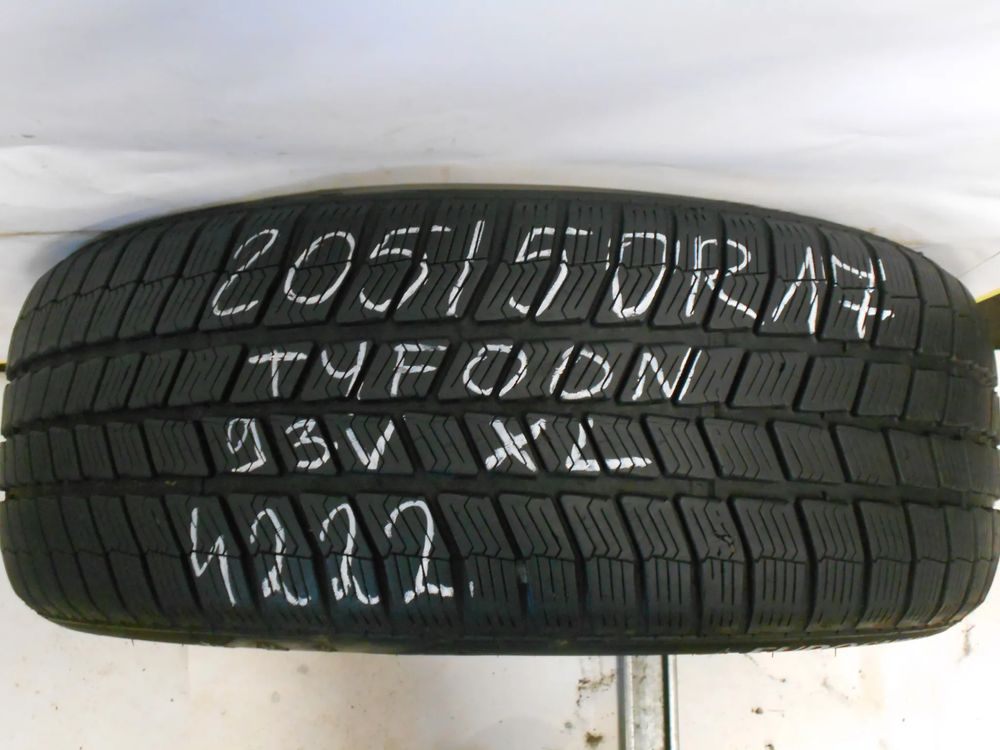 205/50R17
TYFOON
93V XL
4222